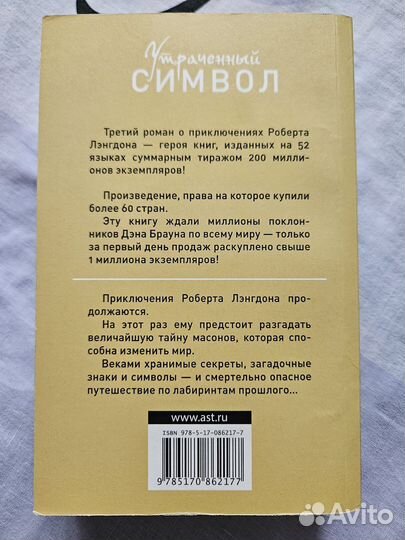 Утраченный
СИМВОЛ
Третий роман о приключениях Роберта
Лэнгдона — героя книг, изданных на 52
языках суммарным тиражом 200 милли-
онов экземпляров!
Произведение, права на которое купили
более 60 стран.
Эту книгу ждали миллионы поклон-
ников Дэна Брауна по всему миру — только
за первый день продаж раскуплено свыше
1 миллиона экземпляров!
Приключения Роберта Лэнгдона про-
должаются.
На этот раз ему предстоит разгадать
величайшую тайну масонов, которая спо-
собна изменить мир.
Веками хранимые секреты, загадочные
знаки и символы — и смертельно опасное
путешествие по лабиринтам прошлого...
www.ast.ru
ISBN 978-5-17-086217-7
9 785170 862177
Avito